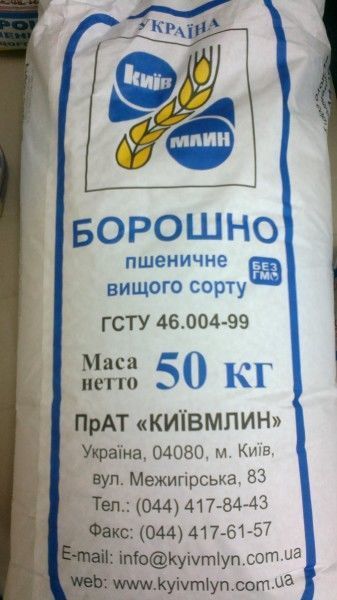 УКРАЇНА
Київ
МЛИН
БОРОШНО
пшеничне
вищого сорту
БЕЗ
ГМО
ГСТУ 46.004-99
Маса
нетто 50 кг
ПрАТ «КИЇВМЛИН»
Україна, 04080, м. Київ,
вул. Межигірська, 83
Тел.: (044) 417-84-43
Факс: (044) 417-61-57
E-mail: info@kyivmlyn.com.ua
web: www.kyivmlyn.com.ua